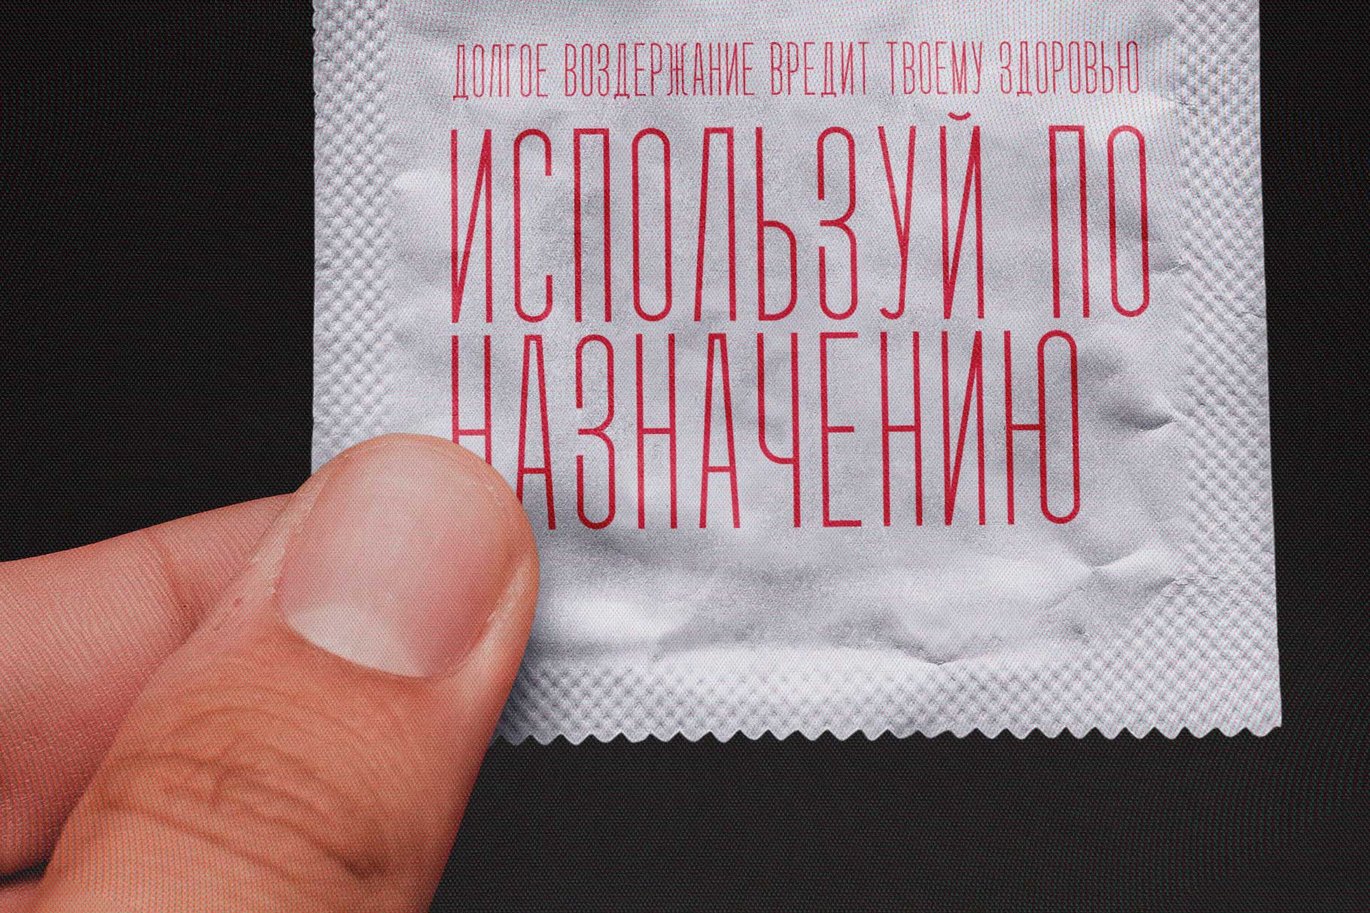 ДОЛГОЕ ВОЗДЕРЖАНИЕ ВРЕДИТ ТВОЕМУ ЗДОРОВЬЮ
ИСПОЛЬЗУЙ ПО
НАЗНАЧЕНИЮ